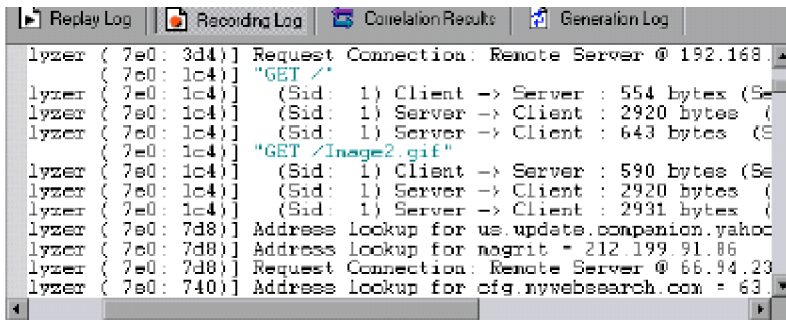 Replay Log Recording Log Correlation Results Generation Log
lyzer ( 7e0: 3d4)] Request Connection: Remote Server @ 192.168.
( 7e0: 1c4)] "GET /"
lyzer ( 7e0: 1c4)] (Sid: 1) Client -> Server : 554 bytes (Se
lyzer ( 7e0: 1c4)] (Sid: 1) Server -> Client : 2920 bytes (
lyzer ( 7e0: 1c4)] (Sid: 1) Server -> Client : 643 bytes (S
( 7e0: 1c4)] "GET /Image2.gif"
lyzer ( 7e0: 1c4)] (Sid: 1) Client -> Server : 590 bytes (Se
lyzer ( 7e0: 1c4)] (Sid: 1) Server -> Client : 2920 bytes (
lyzer ( 7e0: 1c4)] (Sid: 1) Server -> Client : 2931 bytes (
lyzer ( 7e0: 7d8)] Address lookup for us.update.companion.yahoo
lyzer ( 7e0: 7d8)] Address lookup for magrit = 212.199.91.86
lyzer ( 7e0: 7d8)] Request Connection: Remote Server @ 66.94.23
lyzer ( 7e0: 740)] Address lookup for cfg.mywebsearch.com = 63.